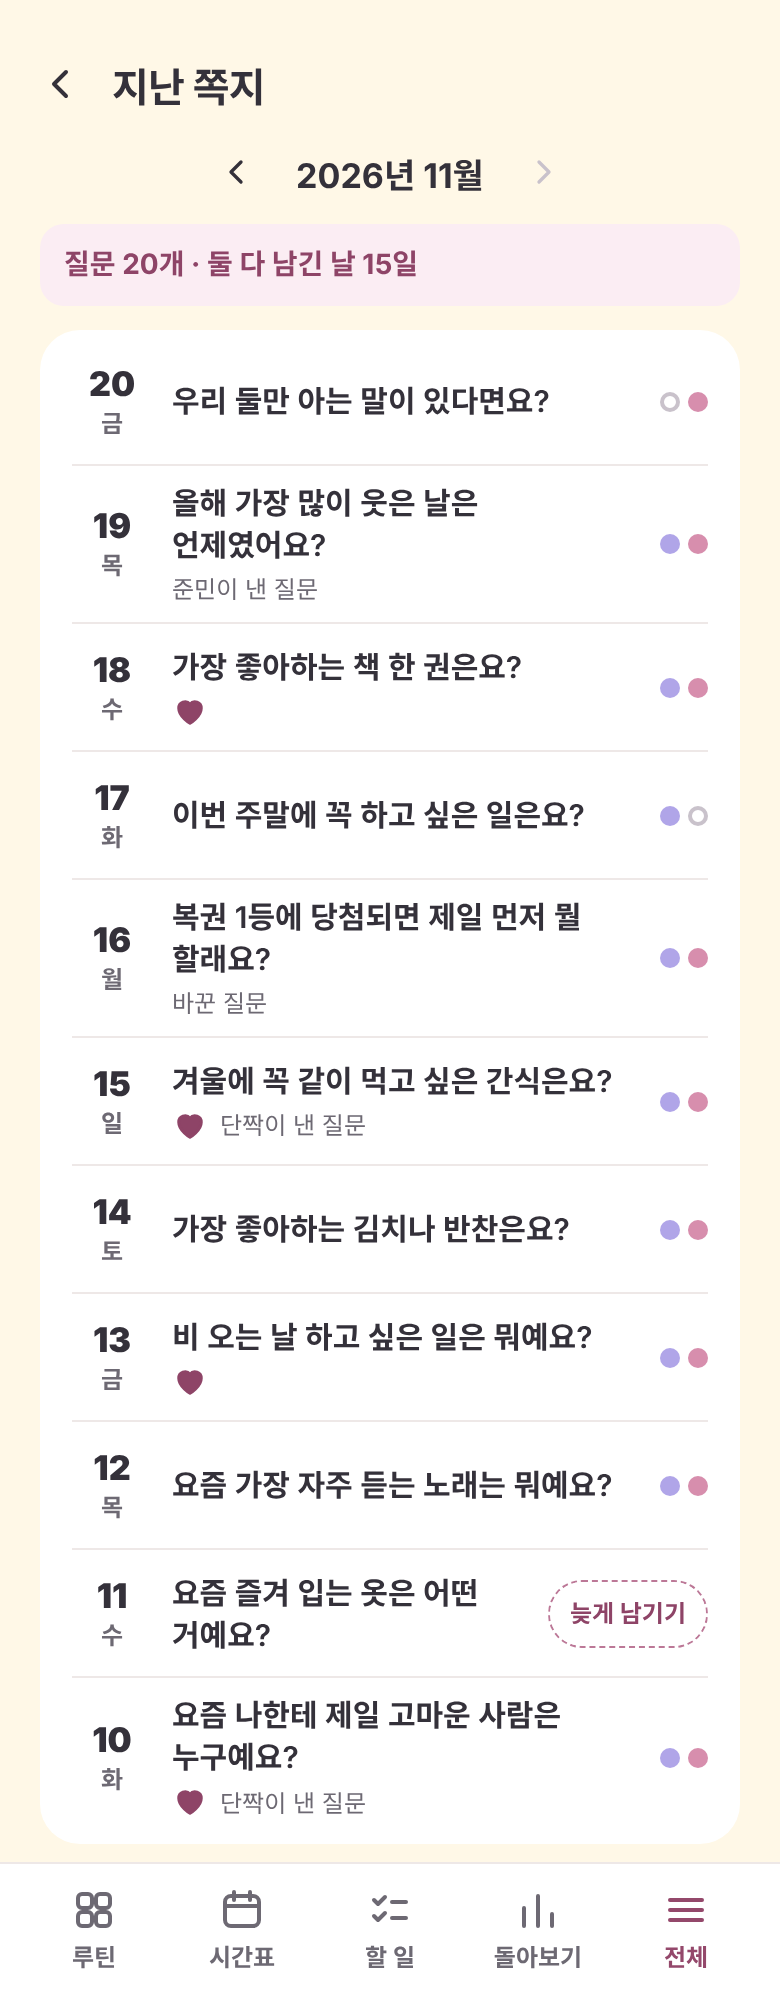 지난 쪽지
2026년 11월
질문 20개 · 둘 다 남긴 날 15일
20
금
우리 둘만 아는 말이 있다면요?
19
목
올해 가장 많이 웃은 날은
언제였어요?
준민이 낸 질문
18
수
가장 좋아하는 책 한 권은요?
17
화
이번 주말에 꼭 하고 싶은 일은요?
16
월
복권 1등에 당첨되면 제일 먼저 뭘
할래요?
바꾼 질문
15
일
겨울에 꼭 같이 먹고 싶은 간식은요?
단짝이 낸 질문
14
토
가장 좋아하는 김치나 반찬은요?
13
금
비 오는 날 하고 싶은 일은 뭐예요?
12
목
요즘 가장 자주 듣는 노래는 뭐예요?
11
수
요즘 즐겨 입는 옷은 어떤
거예요?
늦게 남기기
10
화
요즘 나한테 제일 고마운 사람은
누구예요?
단짝이 낸 질문
루틴
시간표
할 일
돌아보기
전체